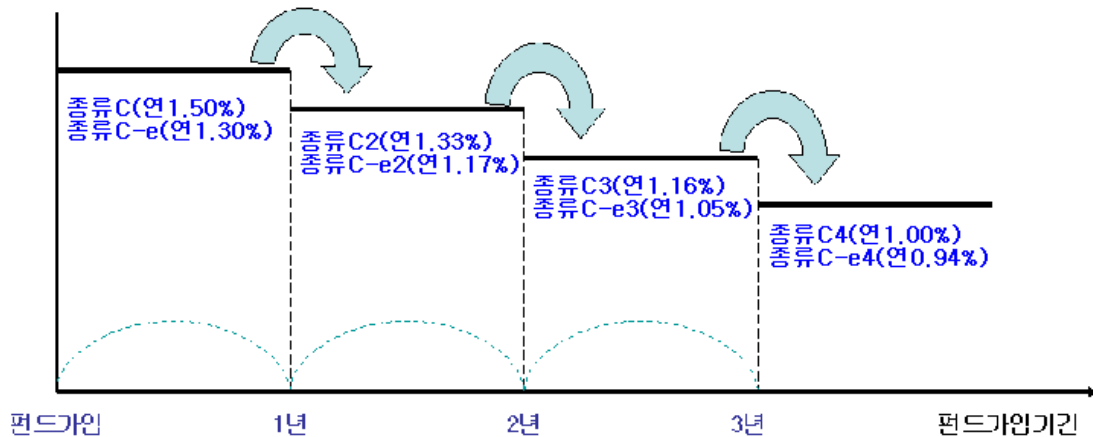 종류C(연1.50%)
종류C-e(연1.30%)
종류C2(연1.33%)
종류C-e2(연1.17%)
종류C3(연1.16%)
종류C-e3(연1.05%)
종류C4(연1.00%)
종류C-e4(연0.94%)
펀드가입
1년
2년
3년
펀드가입기간